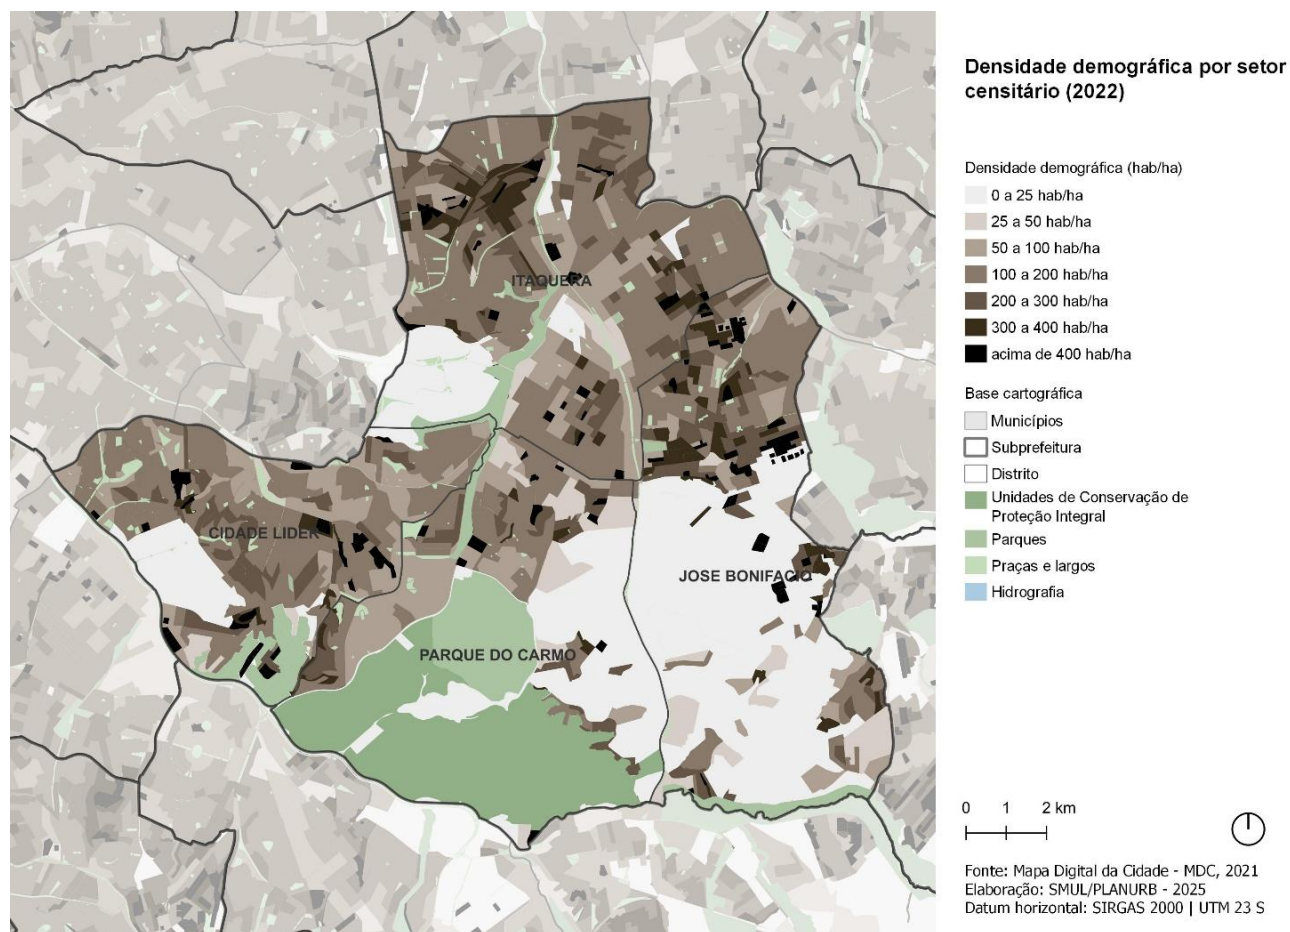 Densidade demográfica por setor
censitário (2022)
Densidade demográfica (hab/ha)
0 a 25 hab/ha
25 a 50 hab/ha
50 a 100 hab/ha
100 a 200 hab/ha
200 a 300 hab/ha
300 a 400 hab/ha
acima de 400 hab/ha
Base cartográfica
Municípios
Subprefeitura
Distrito
Unidades de Conservação de
Proteção Integral
Parques
Praças e largos
Hidrografia
ITAQUERA
CIDADE LIDER
JOSE BONIFACIO
PARQUE DO CARMO
0 1 2 km
Fonte: Mapa Digital da Cidade - MDC, 2021
Elaboração: SMUL/PLANURB - 2025
Datum horizontal: SIRGAS 2000 | UTM 23 S